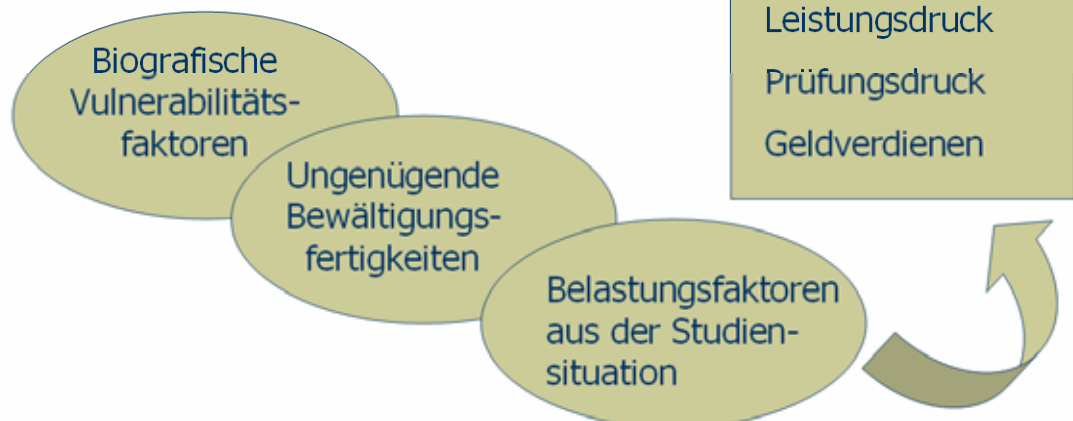 Biografische
Vulnerabilitäts-
faktoren
Ungenügende
Bewältigungs-
fertigkeiten
Belastungsfaktoren
aus der Studien-
situation
Leistungsdruck
Prüfungsdruck
Geldverdienen